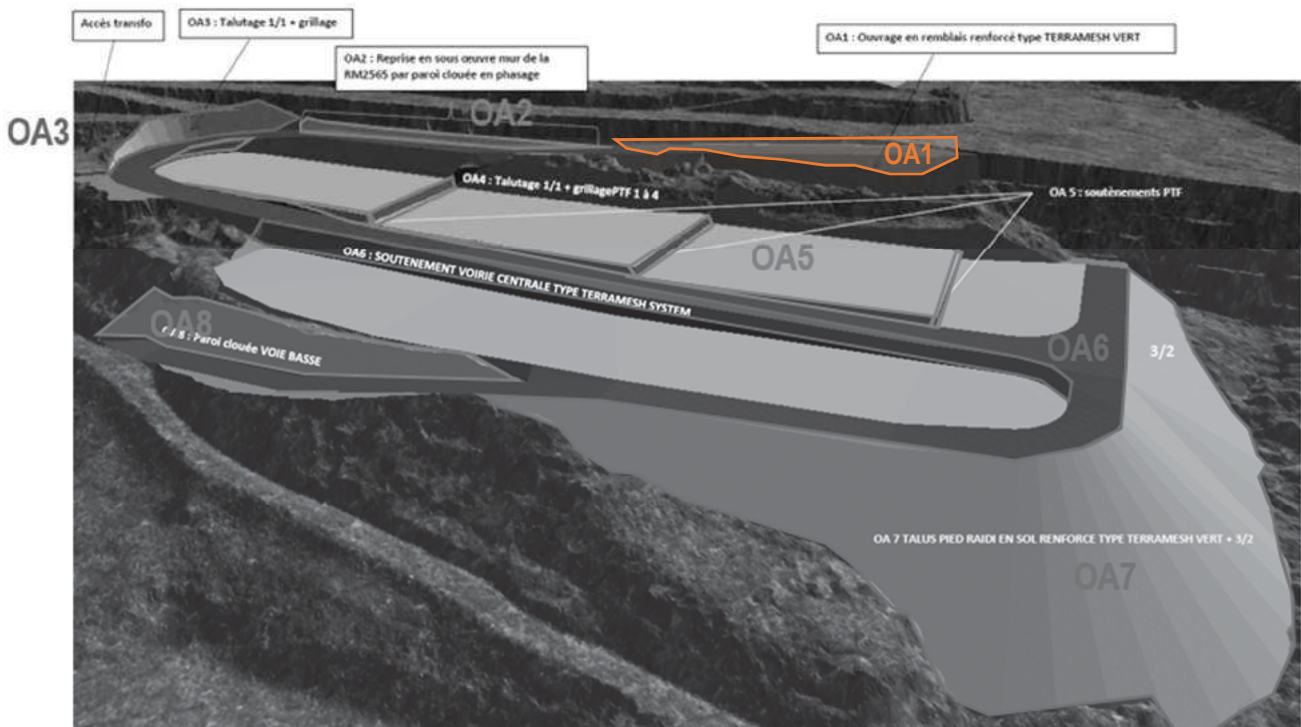 Accès transfo
OA3 : Talutage 1/1 + grillage
OA2 : Reprise en sous œuvre mur de la
RM2565 par paroi clouée en phasage
OA1 : Ouvrage en remblais renforcé type TERRAMESH VERT
OA3
OA2
OA1
OA4 : Talutage 1/1 + grillagePTF 1 à 4
OA 5 : soutènements PTF
OA5
OA6 : SOUTENEMENT VOIRIE CENTRALE TYPE TERRAMESH SYSTEM
OA8
8 : Paroi clouée VOIE BASSE
OA6
3/2
OA 7 TALUS PIED RAIDI EN SOL RENFORCE TYPE TERRAMESH VERT + 3/2
OA7